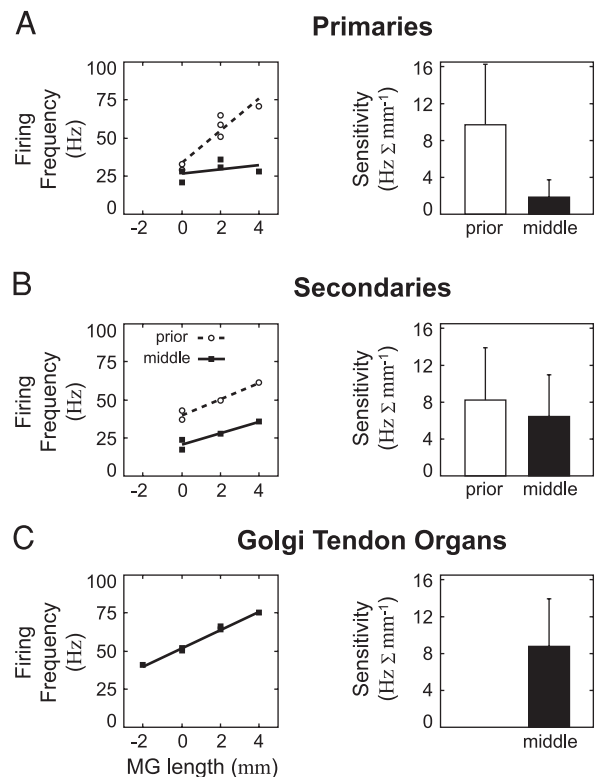 A
Primaries
Firing
Frequency
(Hz)
100
75
50
25
0
-2 0 2 4
Sensitivity
(Hz Σ mm-1)
16
12
8
4
0
prior middle
B
Secondaries
Firing
Frequency
(Hz)
100
75
50
25
0
prior
middle
-2 0 2 4
Sensitivity
(Hz Σ mm-1)
16
12
8
4
0
prior middle
C
Golgi Tendon Organs
Firing
Frequency
(Hz)
100
75
50
25
0
-2 0 2 4
MG length (mm)
Sensitivity
(Hz Σ mm-1)
16
12
8
4
0
middle